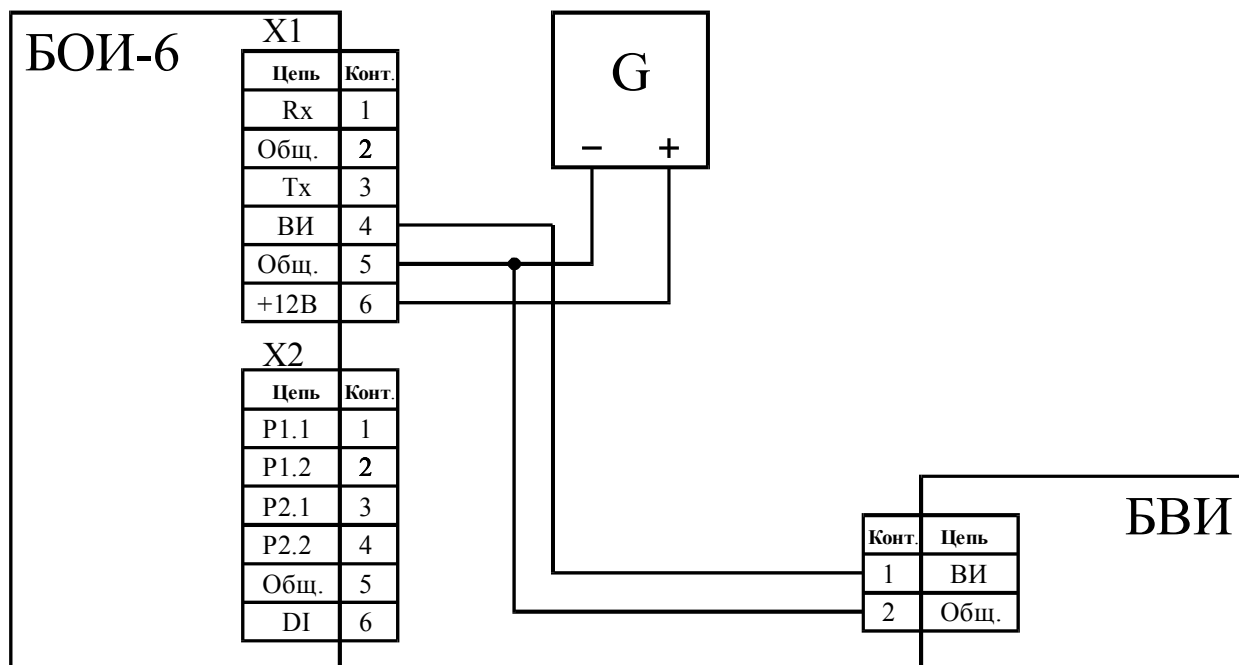 БОИ-6
X1
Цепь Конт.
Rx 1
Общ. 2
Tx 3
ВИ 4
Общ. 5
+12В 6
G
− +
X2
Цепь Конт.
P1.1 1
P1.2 2
P2.1 3
P2.2 4
Общ. 5
DI 6
БВИ
Конт. Цепь
1 ВИ
2 Общ.